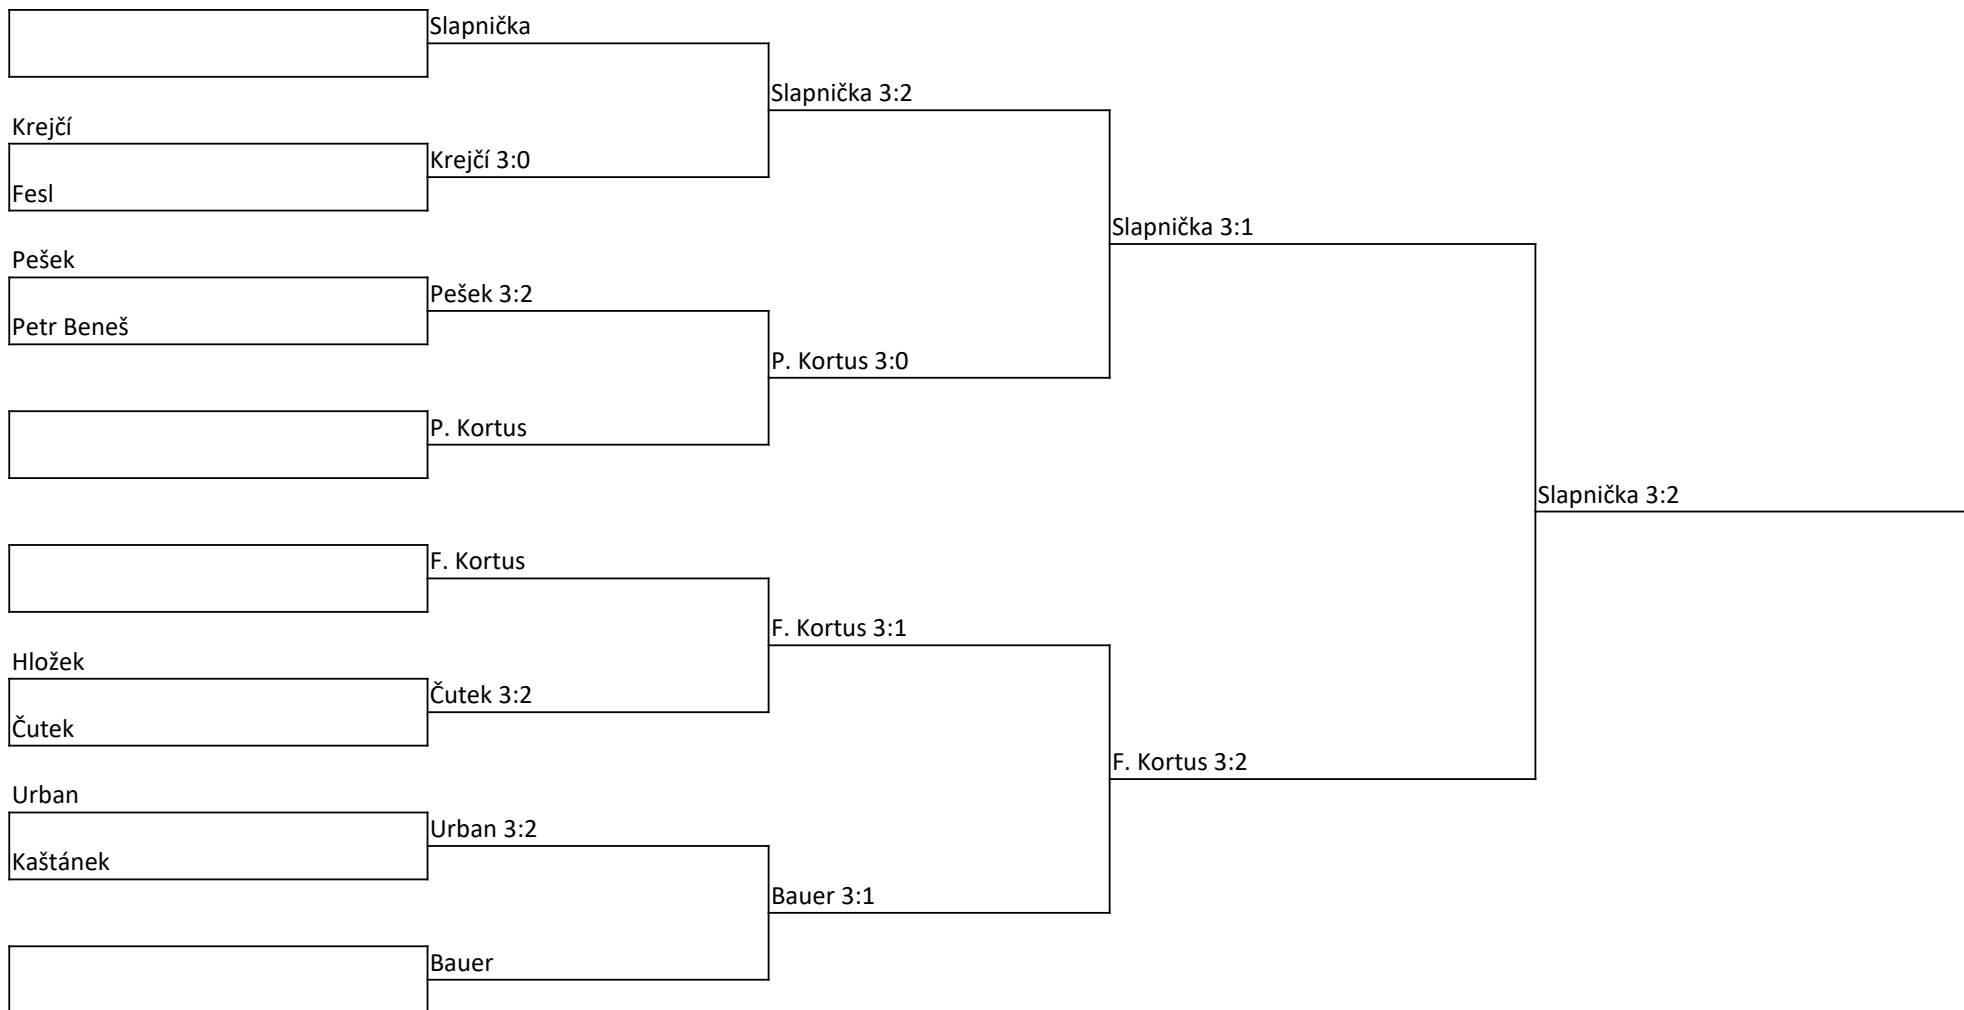 Slapnička
Slapnička 3:2
Krejčí
Krejčí 3:0
Fesl
Slapnička 3:1
Pešek
Pešek 3:2
Petr Beneš
P. Kortus 3:0
P. Kortus
Slapnička 3:2
F. Kortus
F. Kortus 3:1
Hložek
Čutek 3:2
Čutek
F. Kortus 3:2
Urban
Urban 3:2
Kaštánek
Bauer 3:1
Bauer